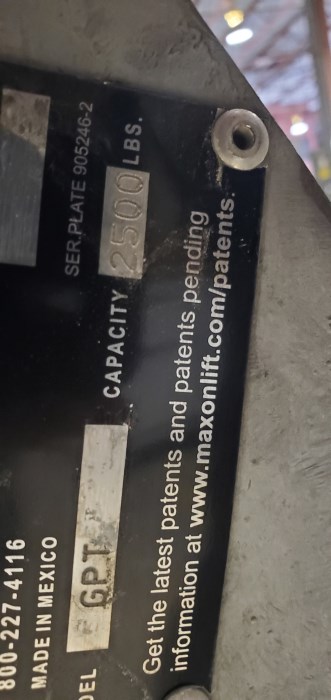 800-227-4116
MADE IN MEXICO
SER.PLATE 905246-2
DEL GPT
CAPACITY 2500 LBS.
Get the latest patents and patents pending
information at www.maxonlift.com/patents.